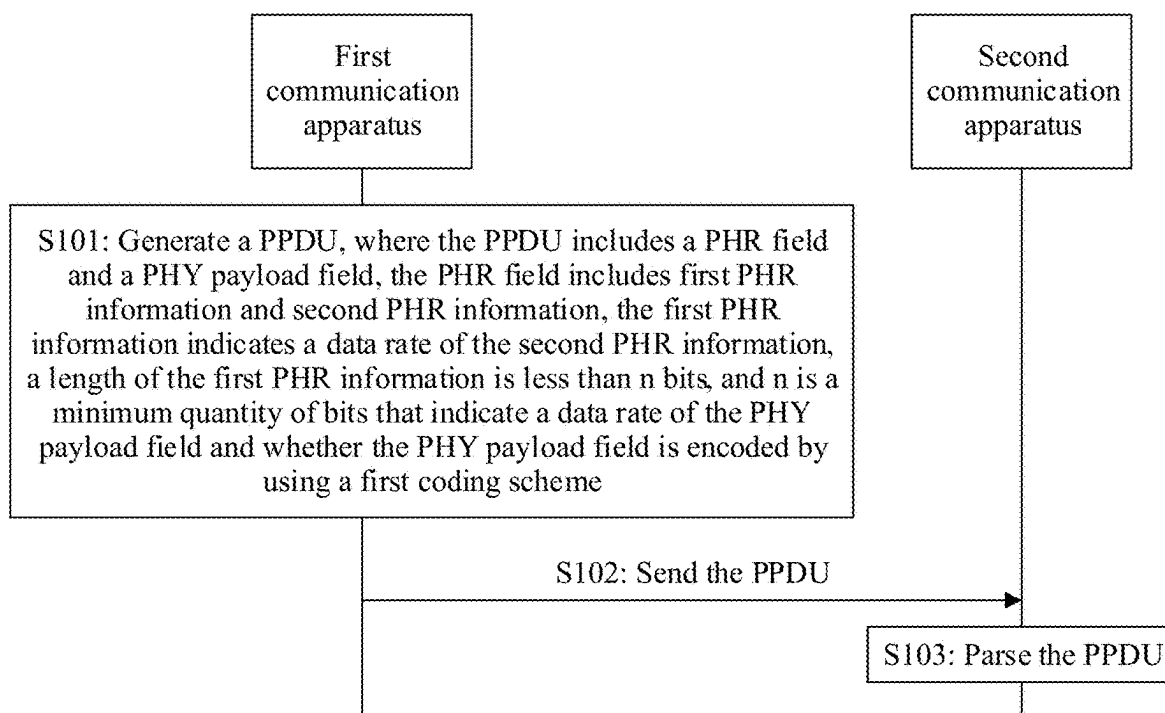 First
communication
apparatus
Second
communication
apparatus
S101: Generate a PPDU, where the PPDU includes a PHR field
and a PHY payload field, the PHR field includes first PHR
information and second PHR information, the first PHR
information indicates a data rate of the second PHR information,
a length of the first PHR information is less than n bits, and n is a
minimum quantity of bits that indicate a data rate of the PHY
payload field and whether the PHY payload field is encoded by
using a first coding scheme
S102: Send the PPDU
S103: Parse the PPDU